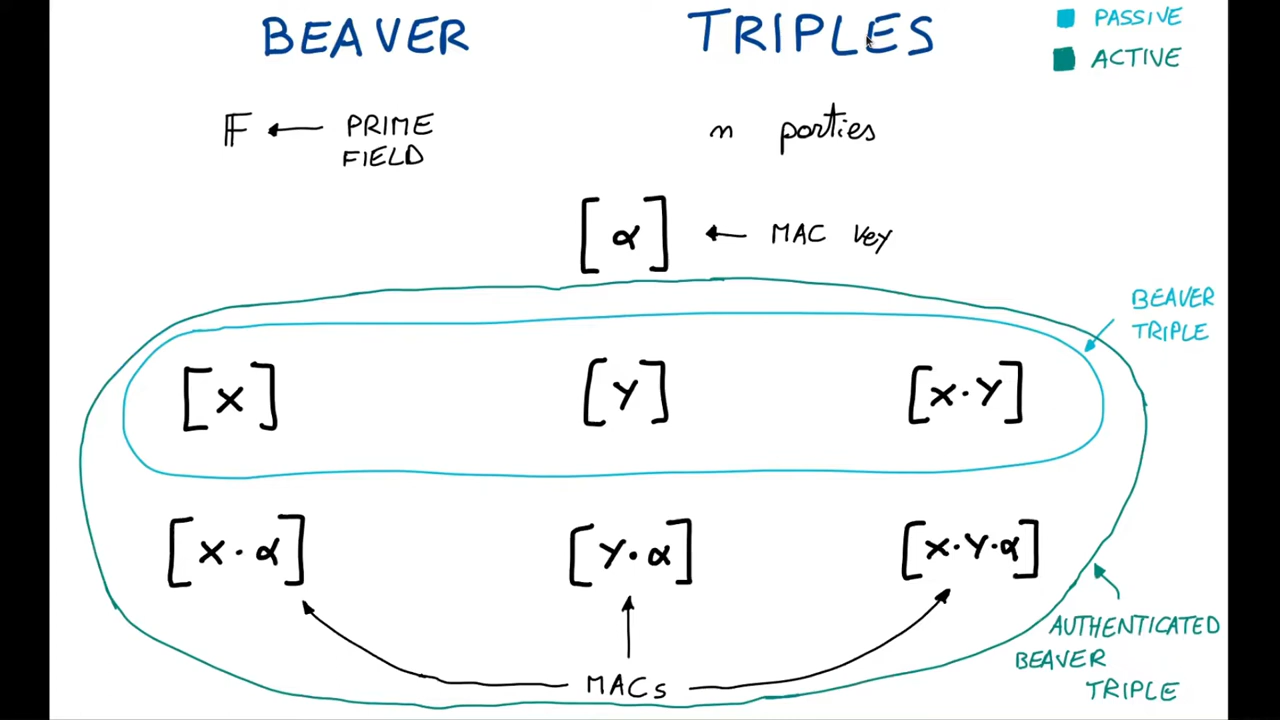 BEAVER TRIPLES
PASSIVE
ACTIVE
𝔽 ← PRIME
FIELD
n parties
[α] ← MAC key
BEAVER
TRIPLE
[X] [Y] [X·Y]
[X·α] [Y·α] [X·Y·α]
AUTHENTICATED
BEAVER
TRIPLE
MACs